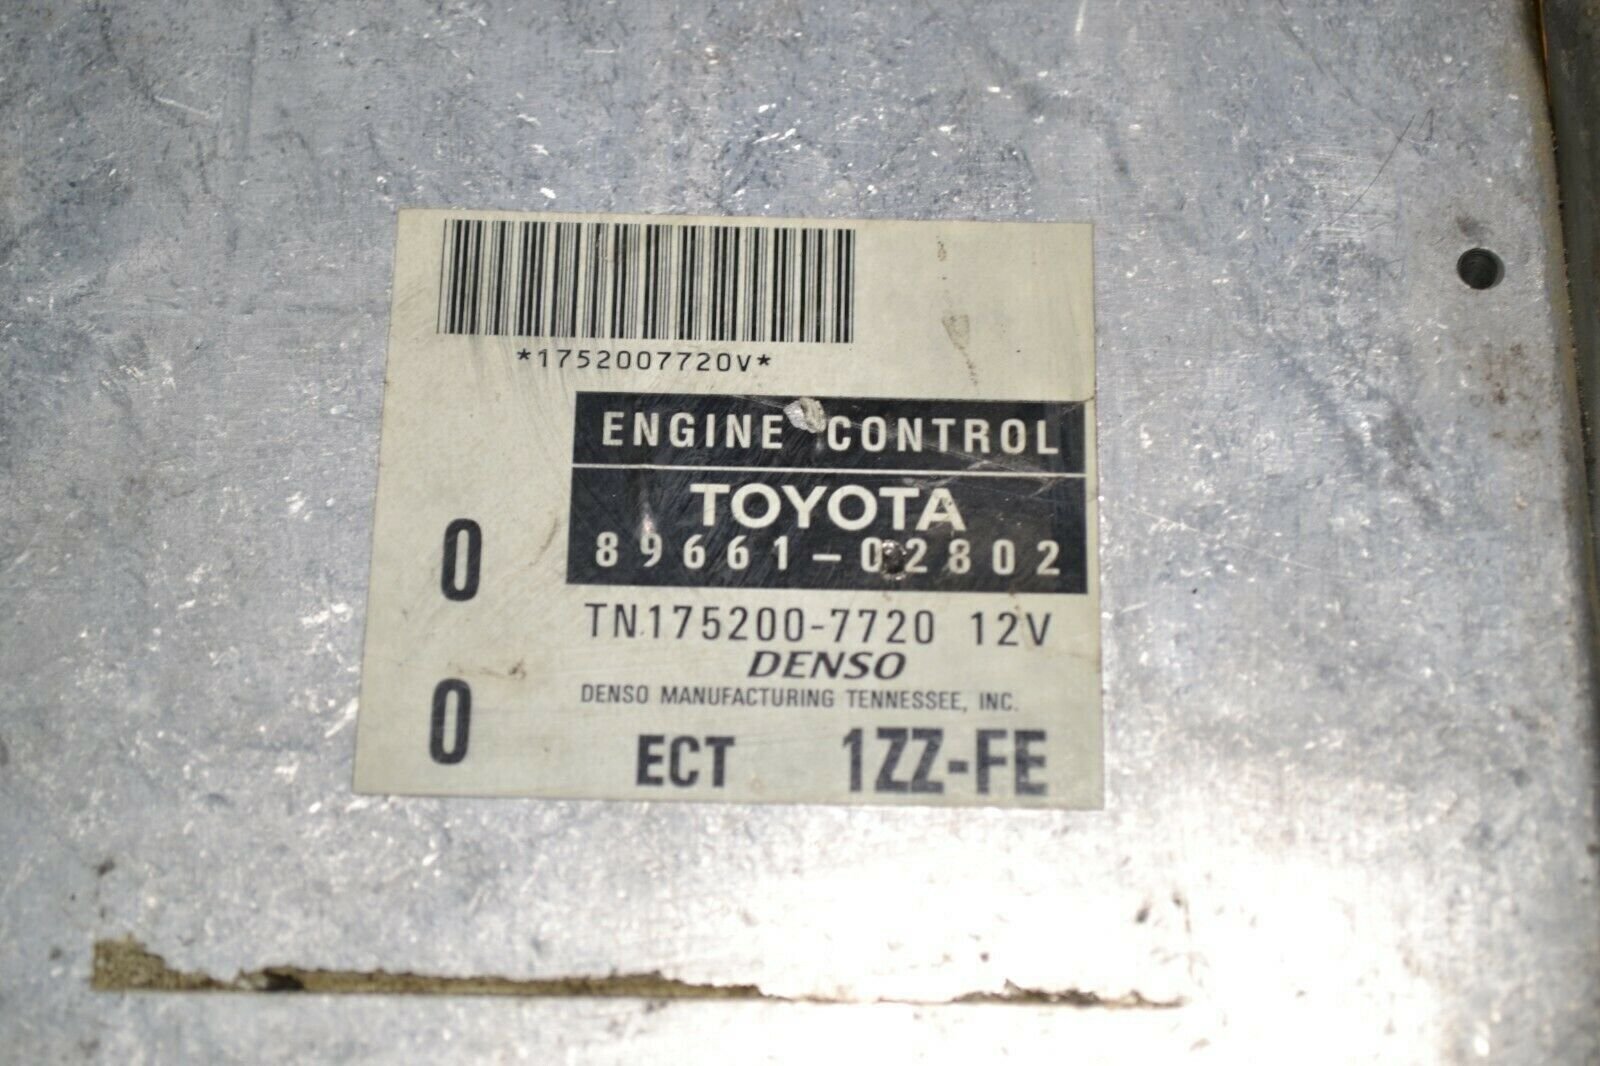 *1752007720V*
ENGINE CONTROL
TOYOTA
89661-02802
TN175200-7720 12V
DENSO
DENSO MANUFACTURING TENNESSEE, INC.
0
0
ECT 1ZZ-FE